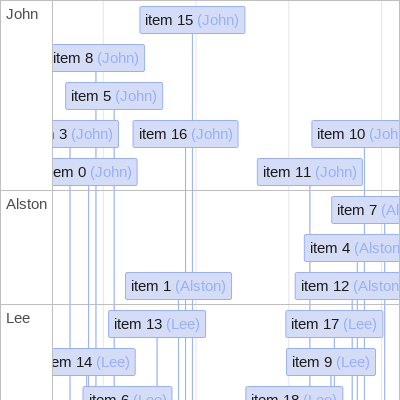 John
item 15 (John)
item 8 (John)
item 5 (John)
3 (John)
item 16 (John)
item 10 (Joh
em 0 (John)
item 11 (John)
Alston
item 7 (Al
item 4 (Alston
item 1 (Alston)
item 12 (Alston
Lee
item 13 (Lee)
item 17 (Lee)
em 14 (Lee)
item 9 (Lee)
item 6 (Lee)
item 18 (Lee)